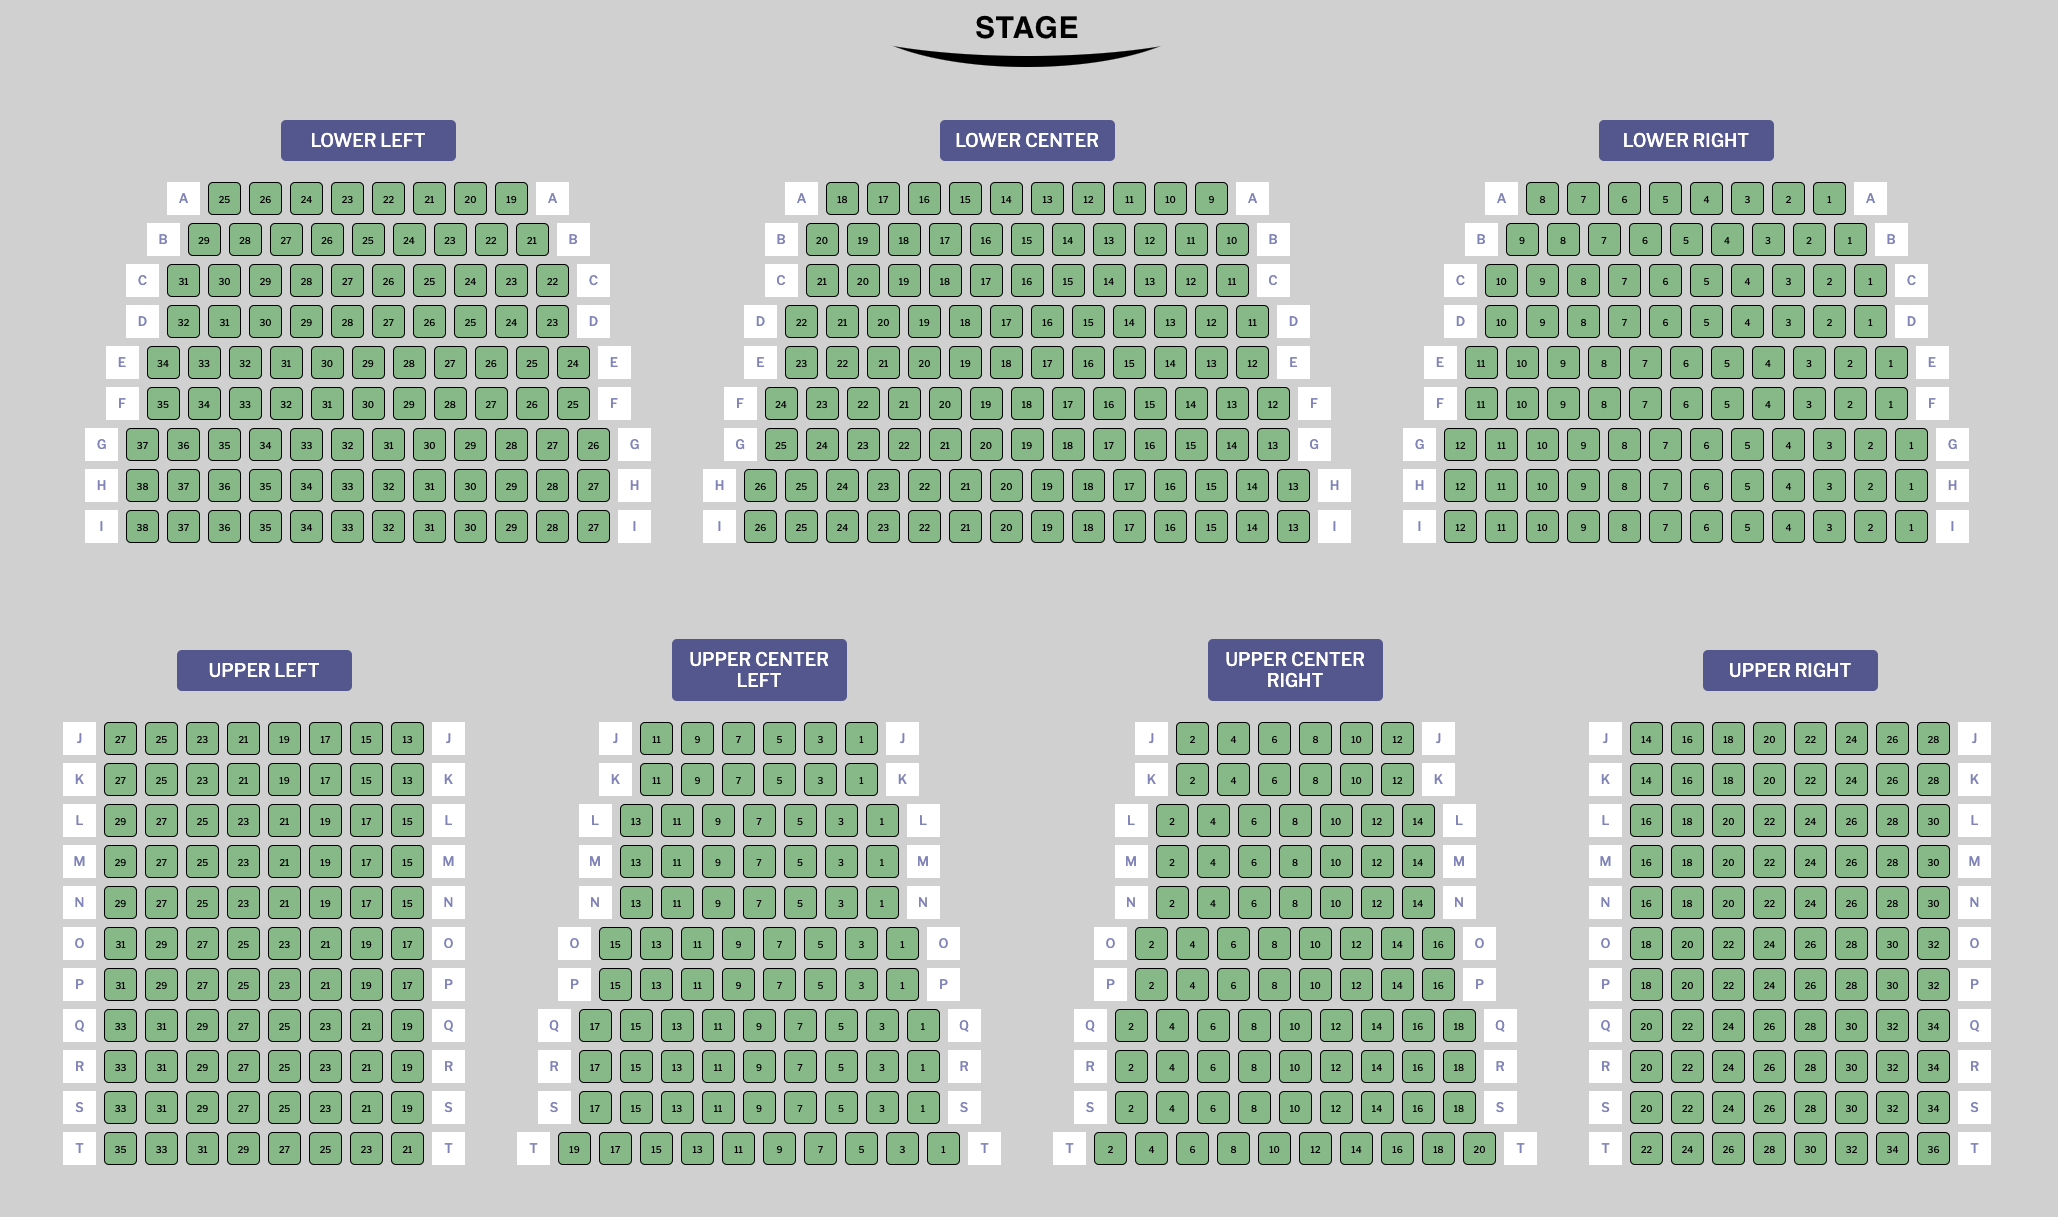 STAGE
LOWER LEFT
A 25 26 24 23 22 21 20 19 A
B 29 28 27 26 25 24 23 22 21 B
C 31 30 29 28 27 26 25 24 23 22 C
D 32 31 30 29 28 27 26 25 24 23 D
E 34 33 32 31 30 29 28 27 26 25 24 E
F 35 34 33 32 31 30 29 28 27 26 25 F
G 37 36 35 34 33 32 31 30 29 28 27 26 G
H 38 37 36 35 34 33 32 31 30 29 28 27 H
I 38 37 36 35 34 33 32 31 30 29 28 27 I
LOWER CENTER
A 18 17 16 15 14 13 12 11 10 9 A
B 20 19 18 17 16 15 14 13 12 11 10 B
C 21 20 19 18 17 16 15 14 13 12 11 C
D 22 21 20 19 18 17 16 15 14 13 12 11 D
E 23 22 21 20 19 18 17 16 15 14 13 12 E
F 24 23 22 21 20 19 18 17 16 15 14 13 12 F
G 25 24 23 22 21 20 19 18 17 16 15 14 13 G
H 26 25 24 23 22 21 20 19 18 17 16 15 14 13 H
I 26 25 24 23 22 21 20 19 18 17 16 15 14 13 I
LOWER RIGHT
A 8 7 6 5 4 3 2 1 A
B 9 8 7 6 5 4 3 2 1 B
C 10 9 8 7 6 5 4 3 2 1 C
D 10 9 8 7 6 5 4 3 2 1 D
E 11 10 9 8 7 6 5 4 3 2 1 E
F 11 10 9 8 7 6 5 4 3 2 1 F
G 12 11 10 9 8 7 6 5 4 3 2 1 G
H 12 11 10 9 8 7 6 5 4 3 2 1 H
I 12 11 10 9 8 7 6 5 4 3 2 1 I
UPPER LEFT
J 27 25 23 21 19 17 15 13 J
K 27 25 23 21 19 17 15 13 K
L 29 27 25 23 21 19 17 15 L
M 29 27 25 23 21 19 17 15 M
N 29 27 25 23 21 19 17 15 N
O 31 29 27 25 23 21 19 17 O
P 31 29 27 25 23 21 19 17 P
Q 33 31 29 27 25 23 21 19 Q
R 33 31 29 27 25 23 21 19 R
S 33 31 29 27 25 23 21 19 S
T 35 33 31 29 27 25 23 21 T
UPPER CENTER
LEFT
J 11 9 7 5 3 1 J
K 11 9 7 5 3 1 K
L 13 11 9 7 5 3 1 L
M 13 11 9 7 5 3 1 M
N 13 11 9 7 5 3 1 N
O 15 13 11 9 7 5 3 1 O
P 15 13 11 9 7 5 3 1 P
Q 17 15 13 11 9 7 5 3 1 Q
R 17 15 13 11 9 7 5 3 1 R
S 17 15 13 11 9 7 5 3 1 S
T 19 17 15 13 11 9 7 5 3 1 T
UPPER CENTER
RIGHT
J 2 4 6 8 10 12 J
K 2 4 6 8 10 12 K
L 2 4 6 8 10 12 14 L
M 2 4 6 8 10 12 14 M
N 2 4 6 8 10 12 14 N
O 2 4 6 8 10 12 14 16 O
P 2 4 6 8 10 12 14 16 P
Q 2 4 6 8 10 12 14 16 18 Q
R 2 4 6 8 10 12 14 16 18 R
S 2 4 6 8 10 12 14 16 18 S
T 2 4 6 8 10 12 14 16 18 20 T
UPPER RIGHT
J 14 16 18 20 22 24 26 28 J
K 14 16 18 20 22 24 26 28 K
L 16 18 20 22 24 26 28 30 L
M 16 18 20 22 24 26 28 30 M
N 16 18 20 22 24 26 28 30 N
O 18 20 22 24 26 28 30 32 O
P 18 20 22 24 26 28 30 32 P
Q 20 22 24 26 28 30 32 34 Q
R 20 22 24 26 28 30 32 34 R
S 20 22 24 26 28 30 32 34 S
T 22 24 26 28 30 32 34 36 T